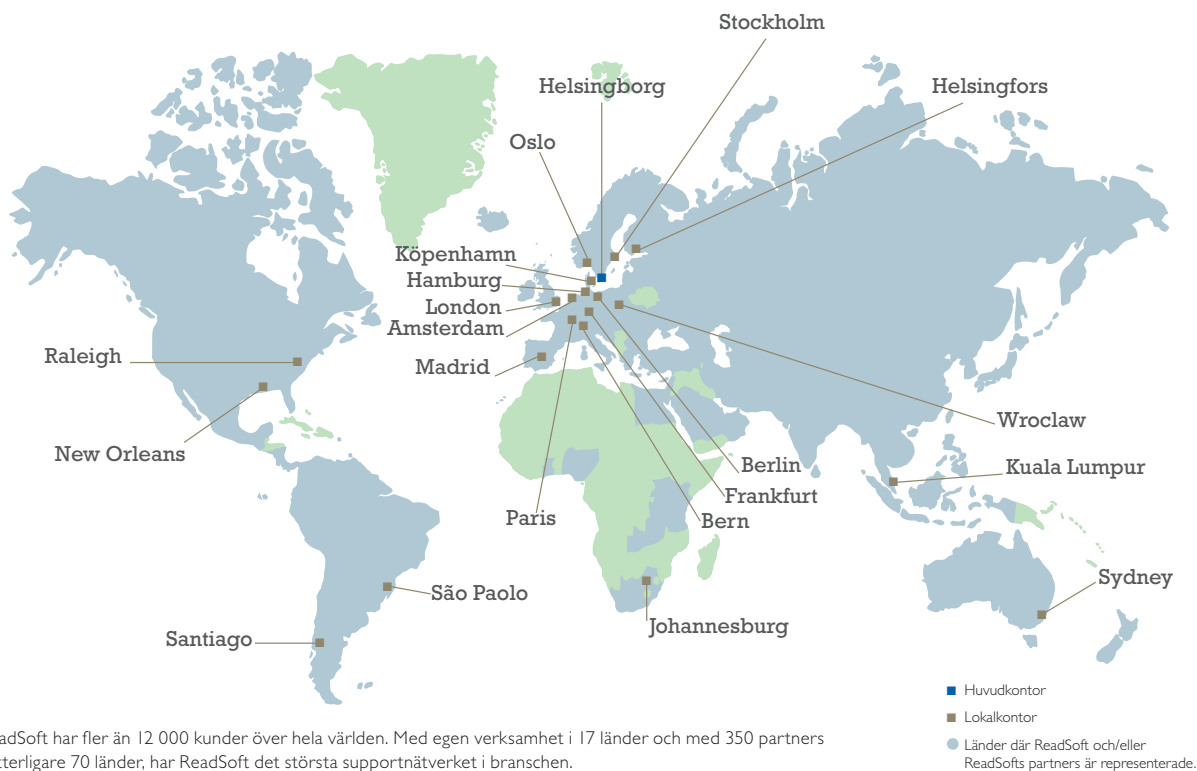 Stockholm
Helsingborg
Helsingfors
Oslo
Köpenhamn
Hamburg
London
Amsterdam
Raleigh
Madrid
Wroclaw
New Orleans
Berlin
Kuala Lumpur
Frankfurt
Paris
Bern
Sydney
São Paolo
Johannesburg
Santiago
Huvudkontor
Lokalkontor
Länder där ReadSoft och/eller
ReadSofts partners är representerade.
adSoft har fler än 12 000 kunder över hela världen. Med egen verksamhet i 17 länder och med 350 partners
tterligare 70 länder, har ReadSoft det största supportnätverket i branschen.